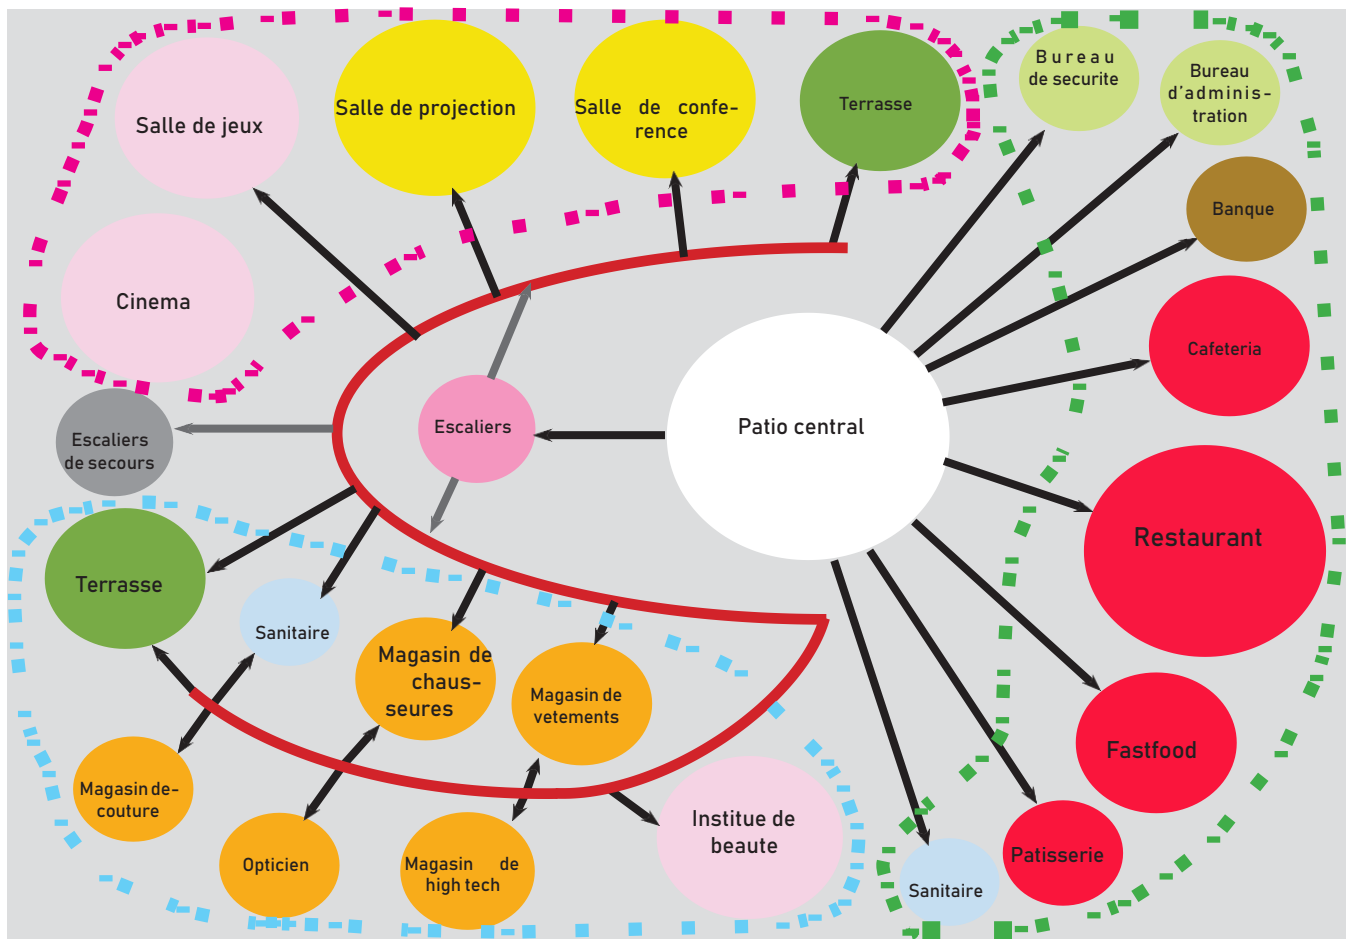 Salle de jeux
Salle de projection
Salle de confe-
rence
Terrasse
Bureau
de securite
Bureau
d'adminis-
tration
Banque
Cinema
Cafeteria
Escaliers
de secours
Escaliers
Patio central
Restaurant
Terrasse
Sanitaire
Magasin de
chaus-
seures
Magasin de
vetements
Fastfood
Magasin de-
couture
Institue de
beaute
Opticien
Magasin de
high tech
Patisserie
Sanitaire